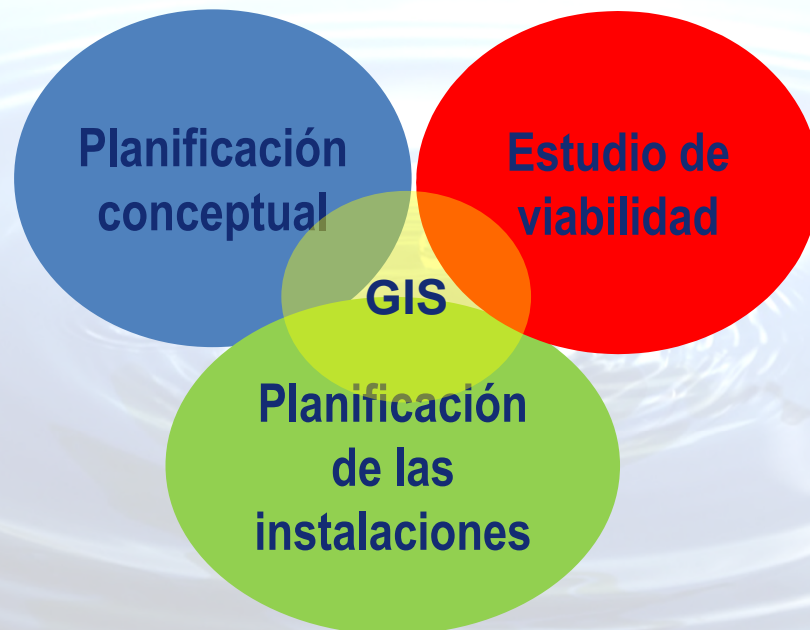 Planificación
conceptual
Estudio de
viabilidad
GIS
Planificación
de las
instalaciones